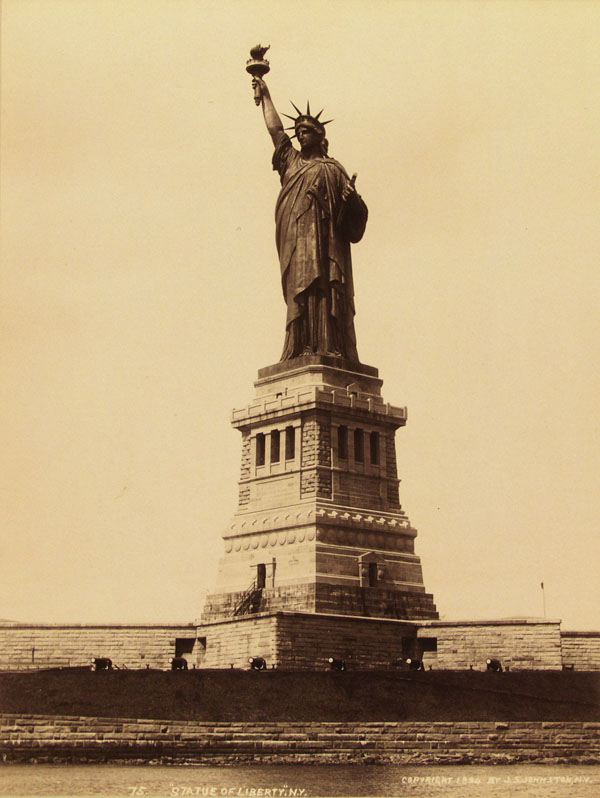 75. "STATUE OF LIBERTY", N.Y.
COPYRIGHT BY J.S. JOHNSTON, N.Y.